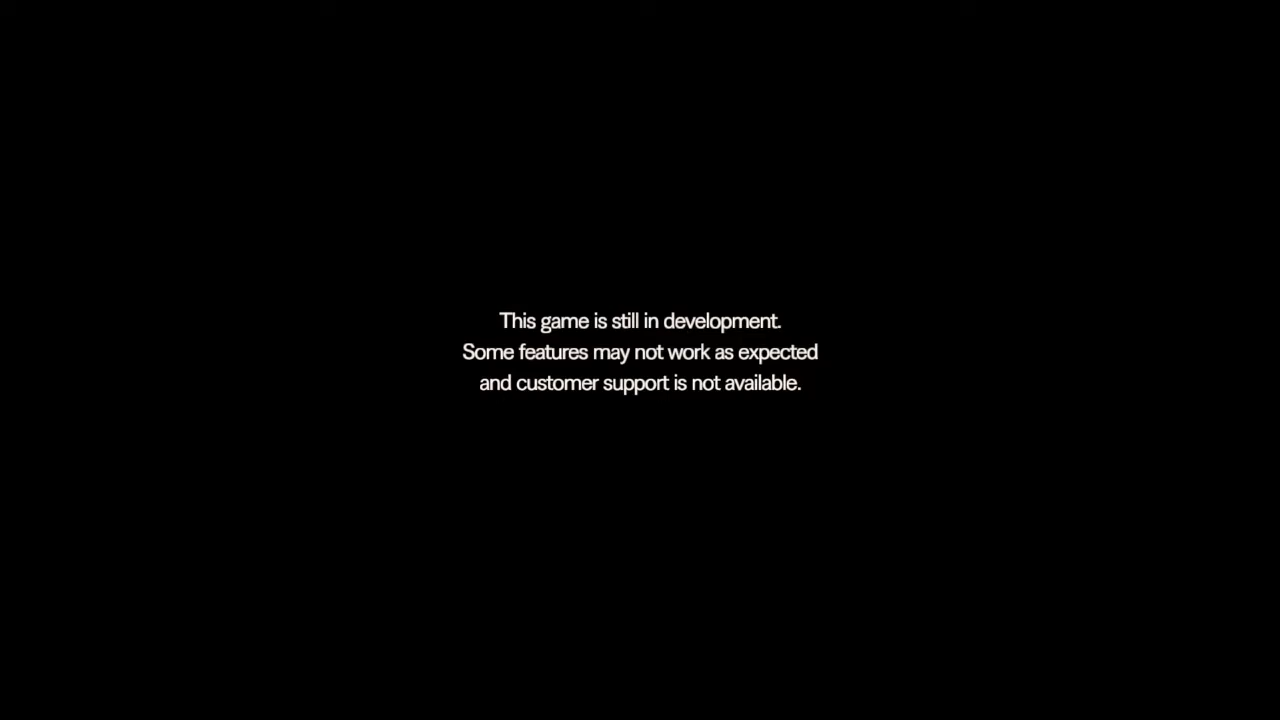 This game is still in development.
Some features may not work as expected
and customer support is not available.